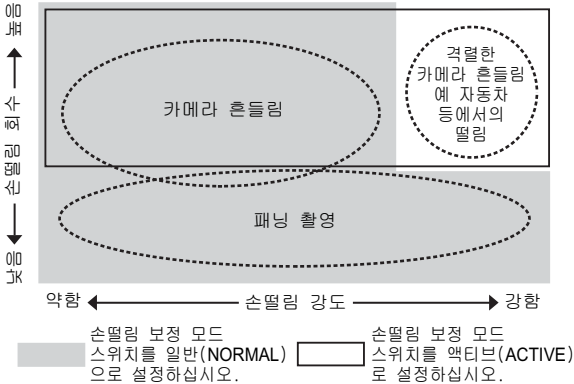 높음
손떨림 회수
낮음
카메라 흔들림
격렬한
카메라 흔들림
예 자동차
등에서의
떨림
패닝 촬영
약함
손떨림 강도
강함
손떨림 보정 모드
스위치를 일반(NORMAL)
으로 설정하십시오.
손떨림 보정 모드
스위치를 액티브(ACTIVE)
로 설정하십시오.